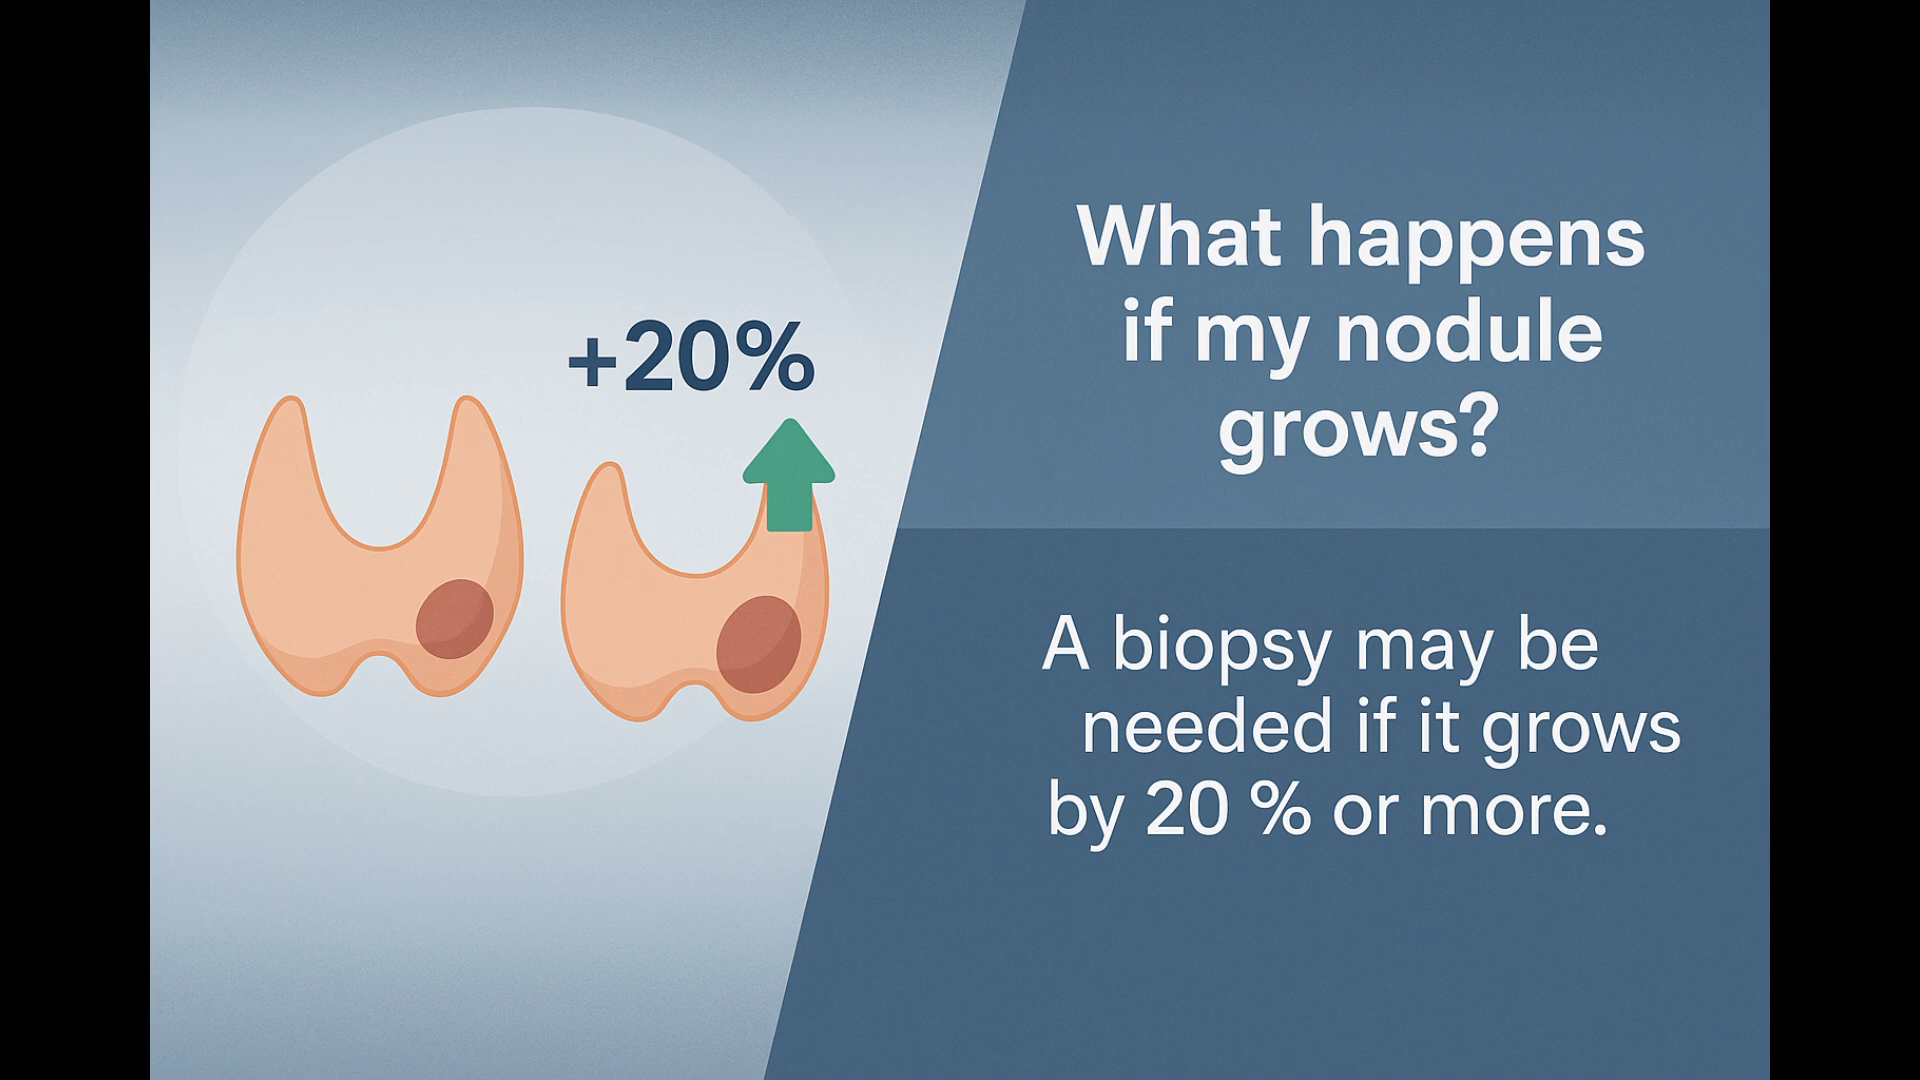 +20%
What happens
if my nodule
grows?
A biopsy may be
needed if it grows
by 20 % or more.